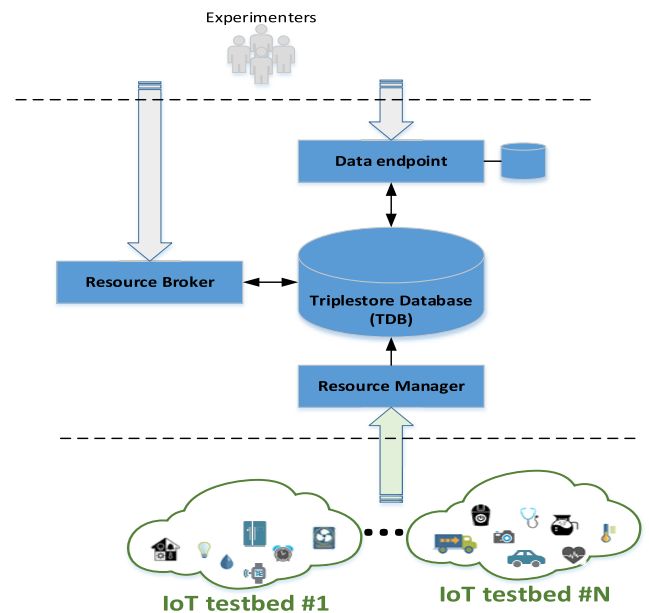 Experimenters
Data endpoint
Resource Broker
Triplestore Database
(TDB)
Resource Manager
IoT testbed #1
IoT testbed #N